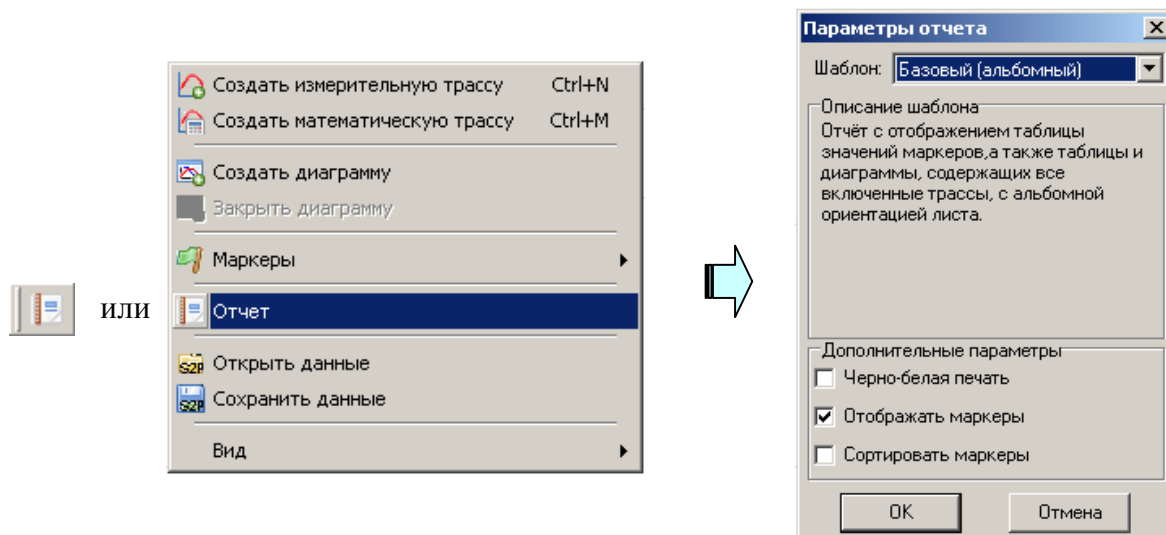 или
Создать измерительную трассу Ctrl+N
Создать математическую трассу Ctrl+M
Создать диаграмму
Закрыть диаграмму
Маркеры
Отчет
S2P Открыть данные
S2P Сохранить данные
Вид
Параметры отчета
Шаблон: Базовый (альбомный)
Описание шаблона
Отчёт с отображением таблицы
значений маркеров,а также таблицы и
диаграммы, содержащих все
включенные трассы, с альбомной
ориентацией листа.
Дополнительные параметры
Черно-белая печать
Отображать маркеры
Сортировать маркеры
OK Отмена